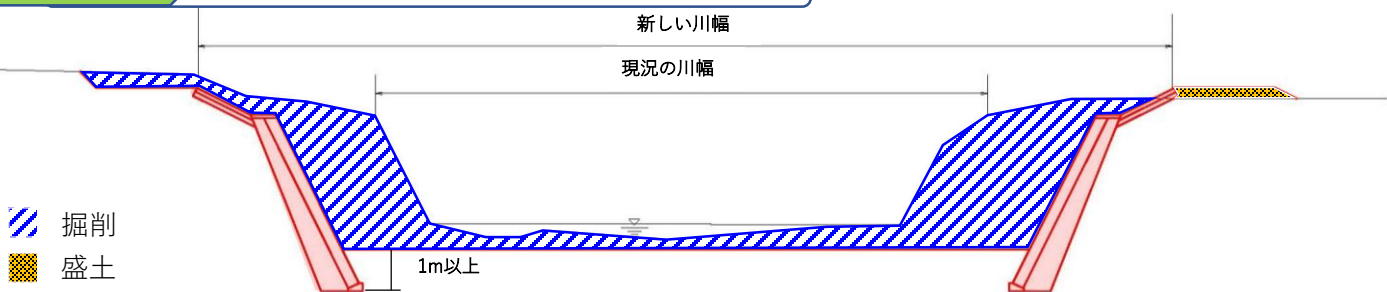 新しい川幅
現況の川幅
掘削
盛土
1m以上